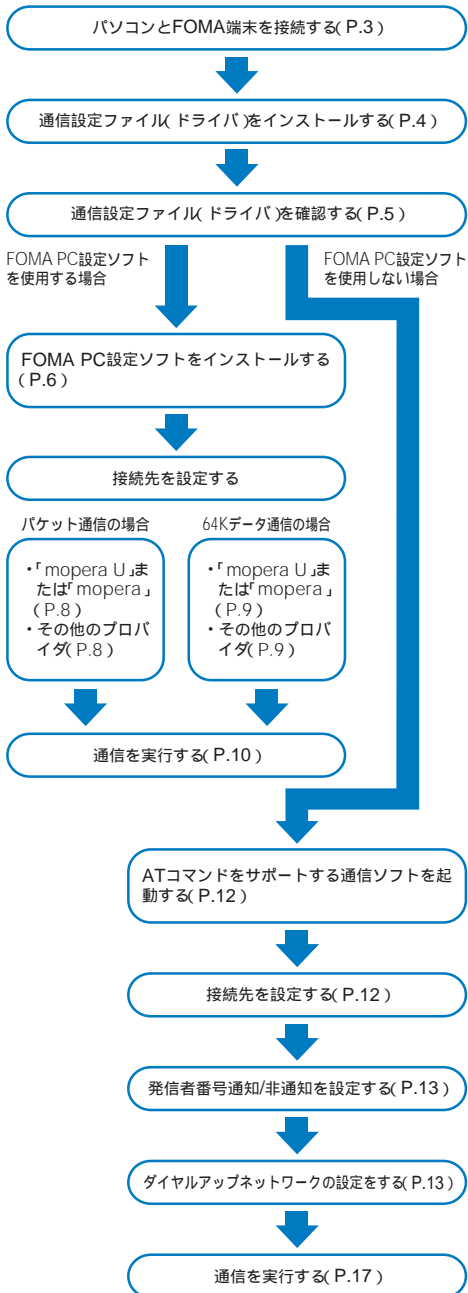 パソコンとFOMA端末を接続する(P.3)
通信設定ファイル(ドライバ)をインストールする(P.4)
通信設定ファイル(ドライバ)を確認する(P.5)
FOMA PC設定ソフト
を使用する場合
FOMA PC設定ソフト
を使用しない場合
FOMA PC設定ソフトをインストールする
(P.6)
接続先を設定する
パケット通信の場合
・「mopera U」ま
たは「mopera」
(P.8)
・その他のプロバ
イダ(P.8)
64Kデータ通信の場合
・「mopera U」ま
たは「mopera」
(P.9)
・その他のプロバ
イダ(P.9)
通信を実行する(P.10)
ATコマンドをサポートする通信ソフトを起
動する(P.12)
接続先を設定する(P.12)
発信者番号通知/非通知を設定する(P.13)
ダイヤルアップネットワークの設定をする(P.13)
通信を実行する(P.17)